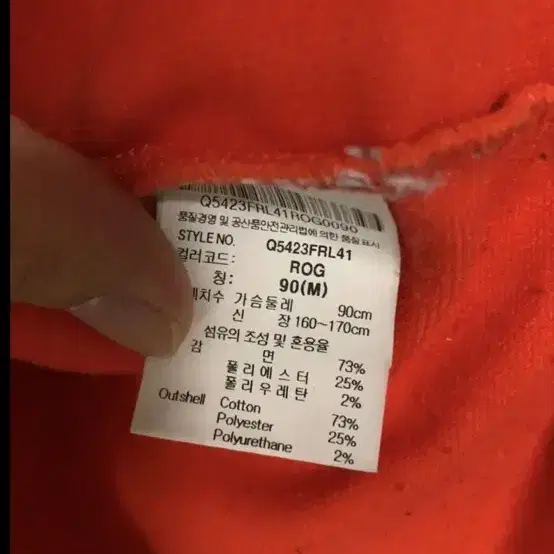 Q5423FRL41ROG0090
품질경영 및 공산품안전관리법에 의한 품질 표시
STYLE NO. Q5423FRL41
컬러코드: ROG
칭: 90(M)
체치수 가슴둘레 90cm
신 장 160~170cm
섬유의 조성 및 혼용율
감 면 73%
폴리에스터 25%
폴리우레탄 2%
Outshell Cotton 73%
Polyester 25%
Polyurethane 2%